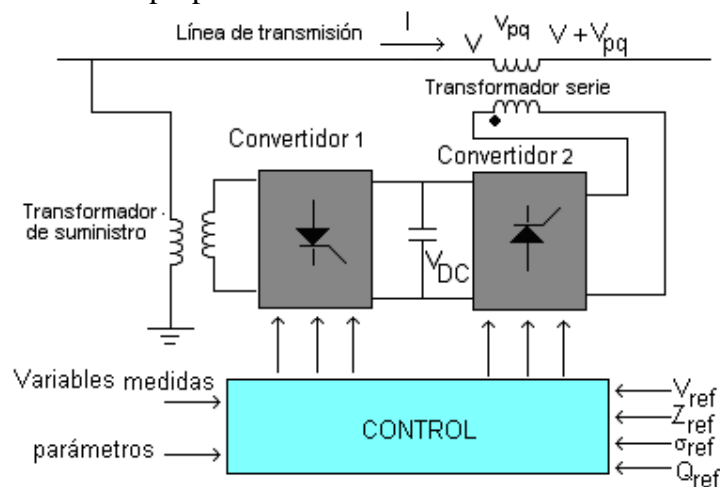 Línea de transmisión
I
V
Vpq
V + Vpq
Transformador serie
Convertidor 1
Convertidor 2
Transformador
de suministro
VDC
Variables medidas
parámetros
CONTROL
Vref
Zref
σref
Qref